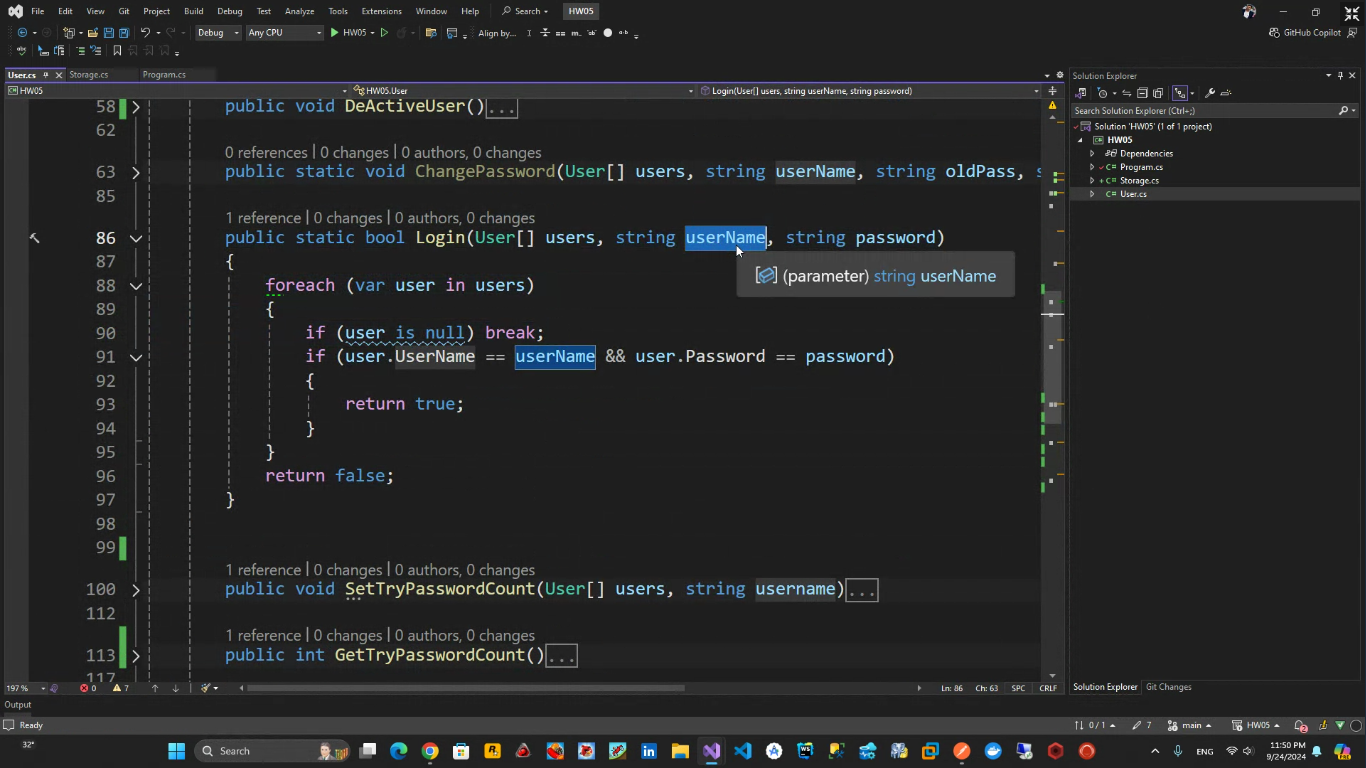 File Edit View Git Project Build Debug Test Analyze Tools Extensions Window Help Search HW05
Debug Any CPU HW05 Align by...
GitHub Copilot
User.cs Storage.cs Program.cs
HW05 HW05.User Login(User[] users, string userName, string password)
58 public void DeActiveUser()...
62
0 references | 0 changes | 0 authors, 0 changes
63 public static void ChangePassword(User[] users, string userName, string oldPass, s
85
1 reference | 0 changes | 0 authors, 0 changes
86 public static bool Login(User[] users, string userName, string password)
87 {
(parameter) string userName
88 foreach (var user in users)
89 {
90 if (user is null) break;
91 if (user.UserName == userName && user.Password == password)
92 {
93 return true;
94 }
95 }
96 return false;
97 }
98
99
1 reference | 0 changes | 0 authors, 0 changes
100 public void SetTryPasswordCount(User[] users, string username)...
112
1 reference | 0 changes | 0 authors, 0 changes
113 public int GetTryPasswordCount()...
117
197 % 0 7 Ln: 86 Ch: 63 SPC CRLF
Solution Explorer
Search Solution Explorer (Ctrl+;)
Solution 'HW05' (1 of 1 project)
HW05
Dependencies
Program.cs
Storage.cs
User.cs
Solution Explorer Git Changes
Output
Ready 0 / 1 7 main HW05 2
32° Search ENG 11:50 PM
9/24/2024